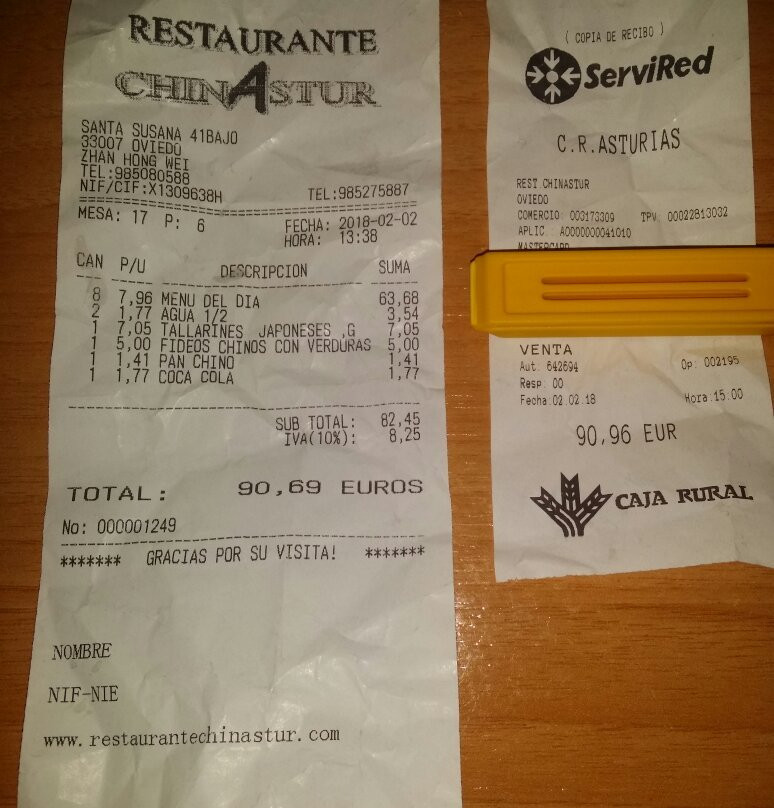 RESTAURANTE
CHINASTUR
SANTA SUSANA 41BAJO
33007 OVIEDO
ZHAN HONG WEI
TEL:985080588
NIF/CIF:X1309638H TEL:985275887
MESA: 17 P: 6 FECHA: 2018-02-02
HORA: 13:38
CAN P/U DESCRIPCION SUMA
8 7,96 MENU DEL DIA 63,68
2 1,77 AGUA 1/2 3,54
1 7,05 TALLARINES JAPONESES ,G 7,05
1 5,00 FIDEOS CHINOS CON VERDURAS 5,00
1 1,41 PAN CHINO 1,41
1 1,77 COCA COLA 1,77
SUB TOTAL: 82,45
IVA(10%): 8,25
TOTAL: 90,69 EUROS
No: 000001249
******* GRACIAS POR SU VISITA! *******
NOMBRE
NIF-NIE
www.restaurantechinastur.com
( COPIA DE RECIBO )
ServiRed
C.R.ASTURIAS
REST.CHINASTUR
OVIEDO
COMERCIO 003173309 TPV 00022813032
APLIC A0000000041010
MASTERCARD
VENTA
Aut. 642694 Op: 002195
Resp: 00
Fecha:02.02.18 Hora:15:00
90,96 EUR
CAJA RURAL